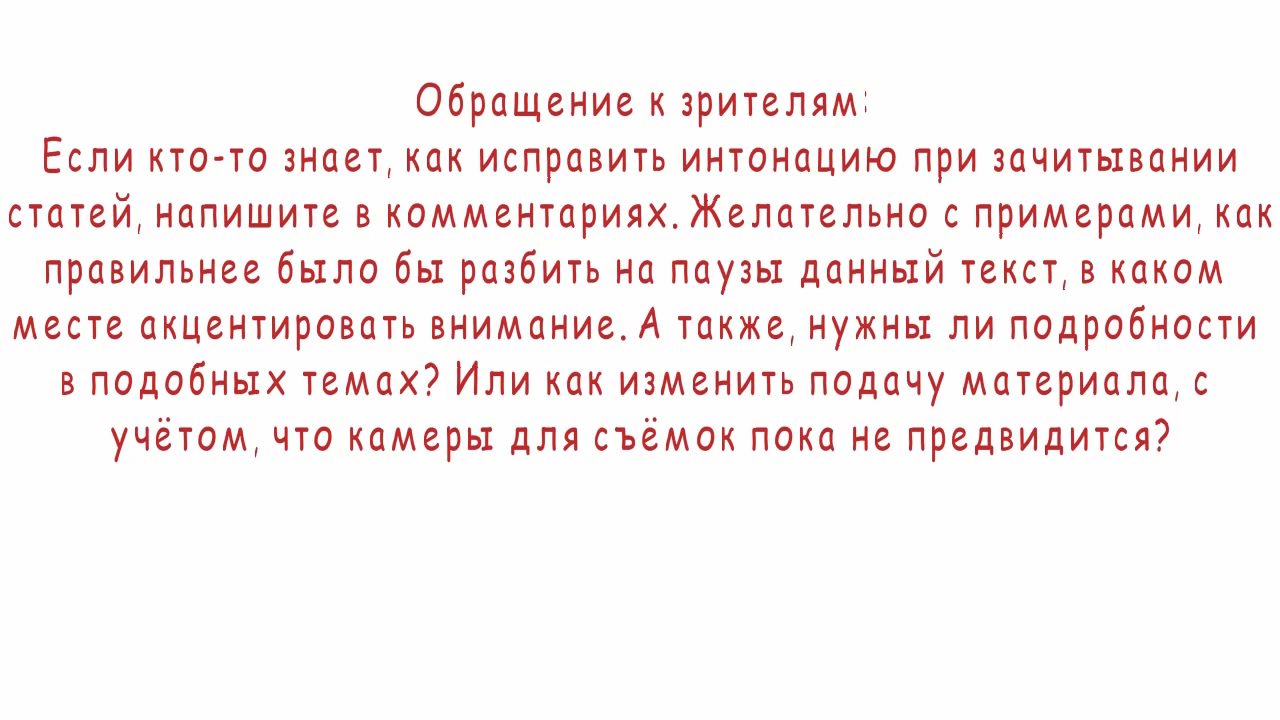 Обращение к зрителям:
Если кто-то знает, как исправить интонацию при зачитывании
статей, напишите в комментариях. Желательно с примерами, как
правильнее было бы разбить на паузы данный текст, в каком
месте акцентировать внимание. А также, нужны ли подробности
в подобных темах? Или как изменить подачу материала, с
учётом, что камеры для съёмок пока не предвидится?